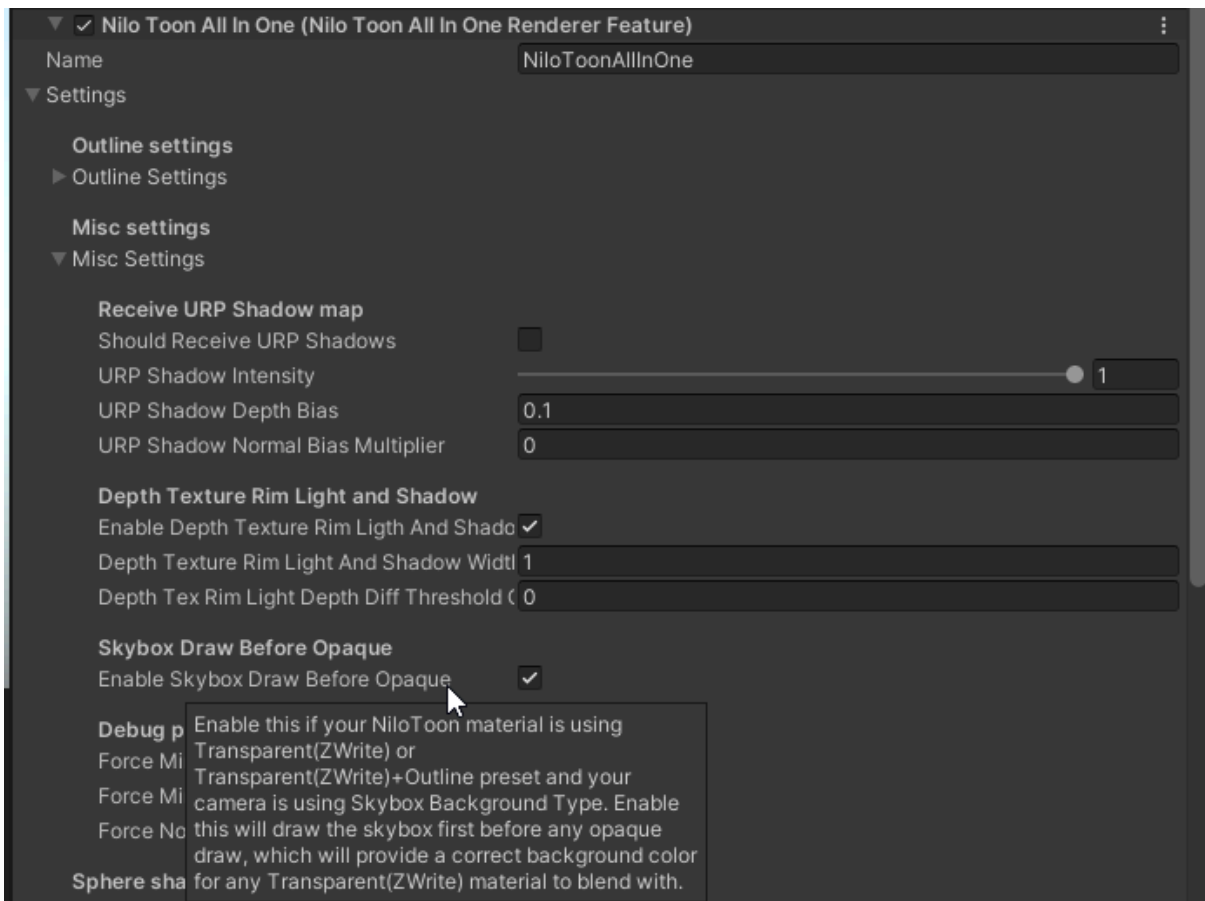 Nilo Toon All In One (Nilo Toon All In One Renderer Feature)
Name NiloToonAllInOne
Settings
Outline settings
Outline Settings
Misc settings
Misc Settings
Receive URP Shadow map
Should Receive URP Shadows
URP Shadow Intensity 1
URP Shadow Depth Bias 0.1
URP Shadow Normal Bias Multiplier 0
Depth Texture Rim Light and Shadow
Enable Depth Texture Rim Ligth And Shado
Depth Texture Rim Light And Shadow Widtl 1
Depth Tex Rim Light Depth Diff Threshold 0
Skybox Draw Before Opaque
Enable Skybox Draw Before Opaque
Debug p
Force Mi
Force Mi
Force No
Sphere sha
Enable this if your NiloToon material is using
Transparent(ZWrite) or
Transparent(ZWrite)+Outline preset and your
camera is using Skybox Background Type. Enable
this will draw the skybox first before any opaque
draw, which will provide a correct background color
for any Transparent(ZWrite) material to blend with.